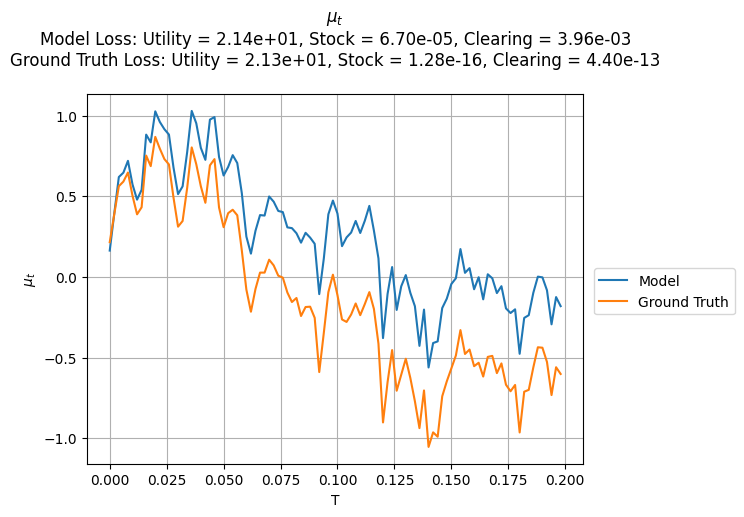 μₜ
Model Loss: Utility = 2.14e+01, Stock = 6.70e-05, Clearing = 3.96e-03
Ground Truth Loss: Utility = 2.13e+01, Stock = 1.28e-16, Clearing = 4.40e-13
1.0
0.5
0.0
−0.5
−1.0
μₜ
0.000 0.025 0.050 0.075 0.100 0.125 0.150 0.175 0.200
T
Model
Ground Truth